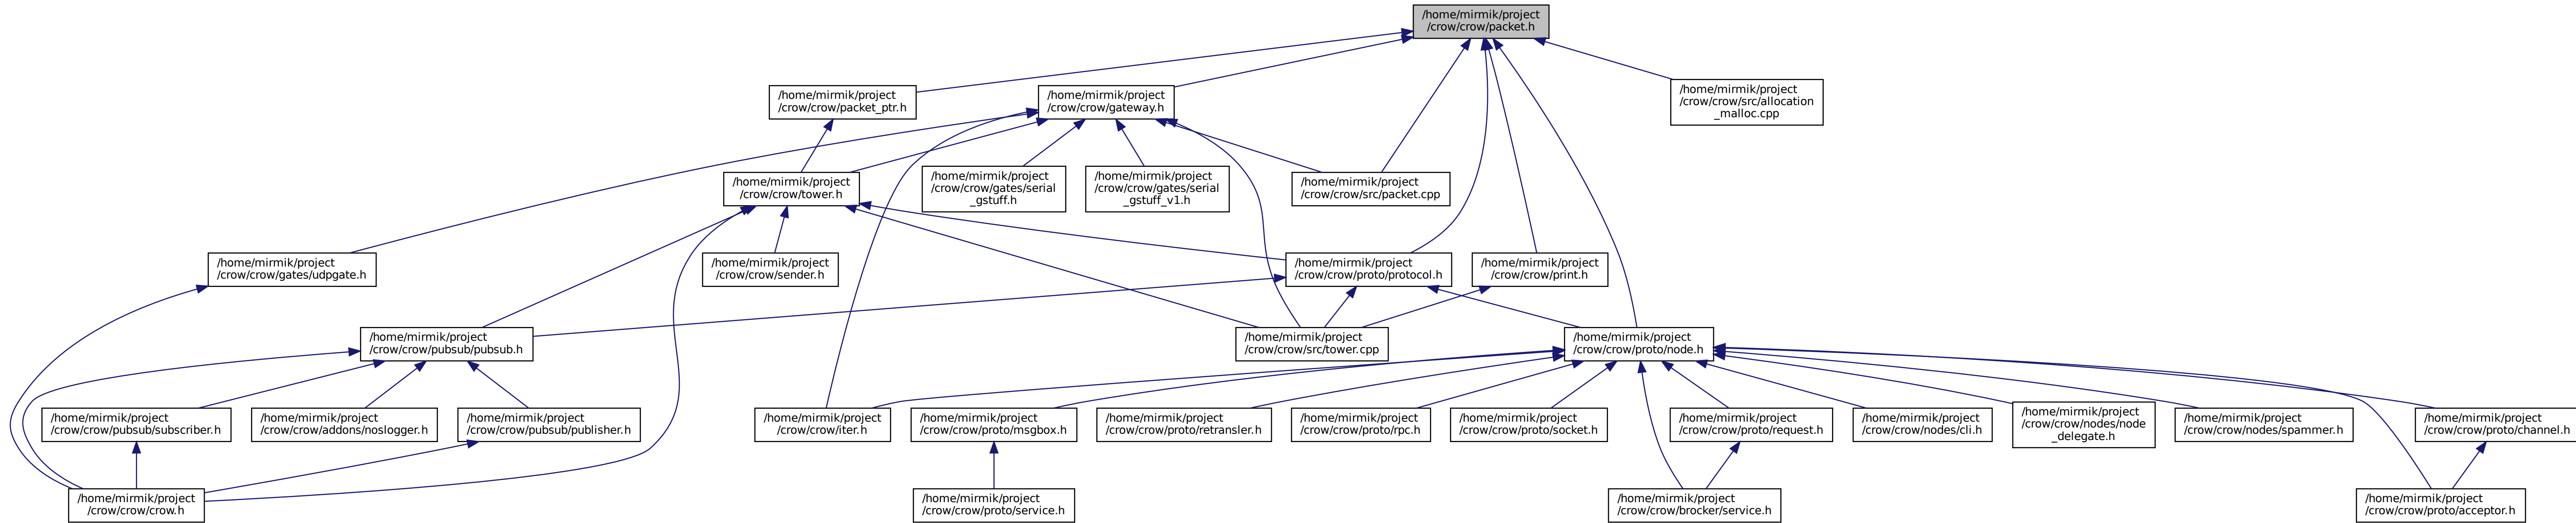 /home/mirmik/project
/crow/crow/packet.h
/home/mirmik/project
/crow/crow/packet_ptr.h
/home/mirmik/project
/crow/crow/gateway.h
/home/mirmik/project
/crow/crow/src/allocation
_malloc.cpp
/home/mirmik/project
/crow/crow/tower.h
/home/mirmik/project
/crow/crow/gates/serial
_gstuff.h
/home/mirmik/project
/crow/crow/gates/serial
_gstuff_v1.h
/home/mirmik/project
/crow/crow/src/packet.cpp
/home/mirmik/project
/crow/crow/gates/udpgate.h
/home/mirmik/project
/crow/crow/sender.h
/home/mirmik/project
/crow/crow/proto/protocol.h
/home/mirmik/project
/crow/crow/print.h
/home/mirmik/project
/crow/crow/pubsub/pubsub.h
/home/mirmik/project
/crow/crow/src/tower.cpp
/home/mirmik/project
/crow/crow/proto/node.h
/home/mirmik/project
/crow/crow/pubsub/subscriber.h
/home/mirmik/project
/crow/crow/addons/noslogger.h
/home/mirmik/project
/crow/crow/pubsub/publisher.h
/home/mirmik/project
/crow/crow/iter.h
/home/mirmik/project
/crow/crow/proto/msgbox.h
/home/mirmik/project
/crow/crow/proto/retransler.h
/home/mirmik/project
/crow/crow/proto/rpc.h
/home/mirmik/project
/crow/crow/proto/socket.h
/home/mirmik/project
/crow/crow/proto/request.h
/home/mirmik/project
/crow/crow/nodes/cli.h
/home/mirmik/project
/crow/crow/nodes/node
_delegate.h
/home/mirmik/project
/crow/crow/nodes/spammer.h
/home/mirmik/project
/crow/crow/proto/channel.h
/home/mirmik/project
/crow/crow/crow.h
/home/mirmik/project
/crow/crow/proto/service.h
/home/mirmik/project
/crow/crow/brocker/service.h
/home/mirmik/project
/crow/crow/proto/acceptor.h